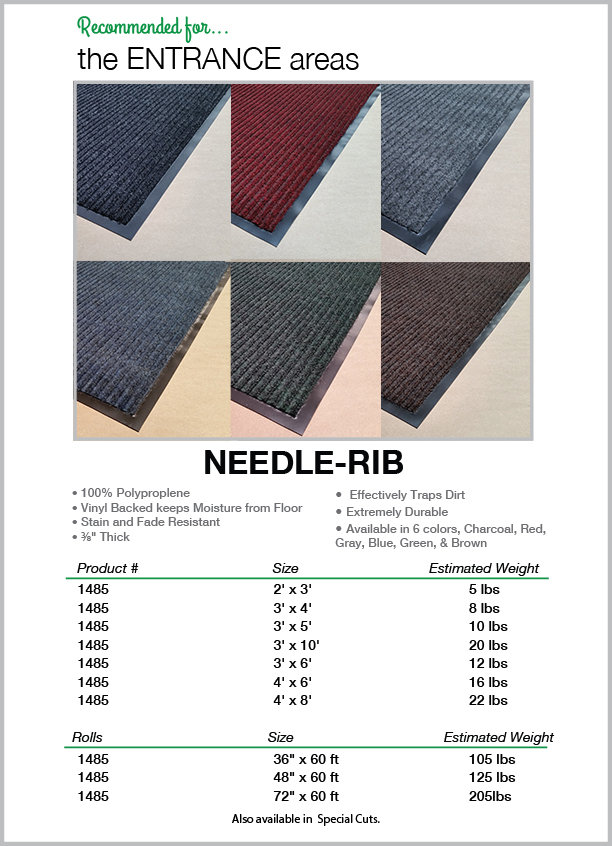 Recommended for...
the ENTRANCE areas
NEEDLE-RIB
• 100% Polyproplene
• Vinyl Backed keeps Moisture from Floor
• Stain and Fade Resistant
• ⅜" Thick
• Effectively Traps Dirt
• Extremely Durable
• Available in 6 colors, Charcoal, Red,
Gray, Blue, Green, & Brown
Product # Size Estimated Weight
1485 2' x 3' 5 lbs
1485 3' x 4' 8 lbs
1485 3' x 5' 10 lbs
1485 3' x 10' 20 lbs
1485 3' x 6' 12 lbs
1485 4' x 6' 16 lbs
1485 4' x 8' 22 lbs
Rolls Size Estimated Weight
1485 36" x 60 ft 105 lbs
1485 48" x 60 ft 125 lbs
1485 72" x 60 ft 205lbs
Also available in Special Cuts.